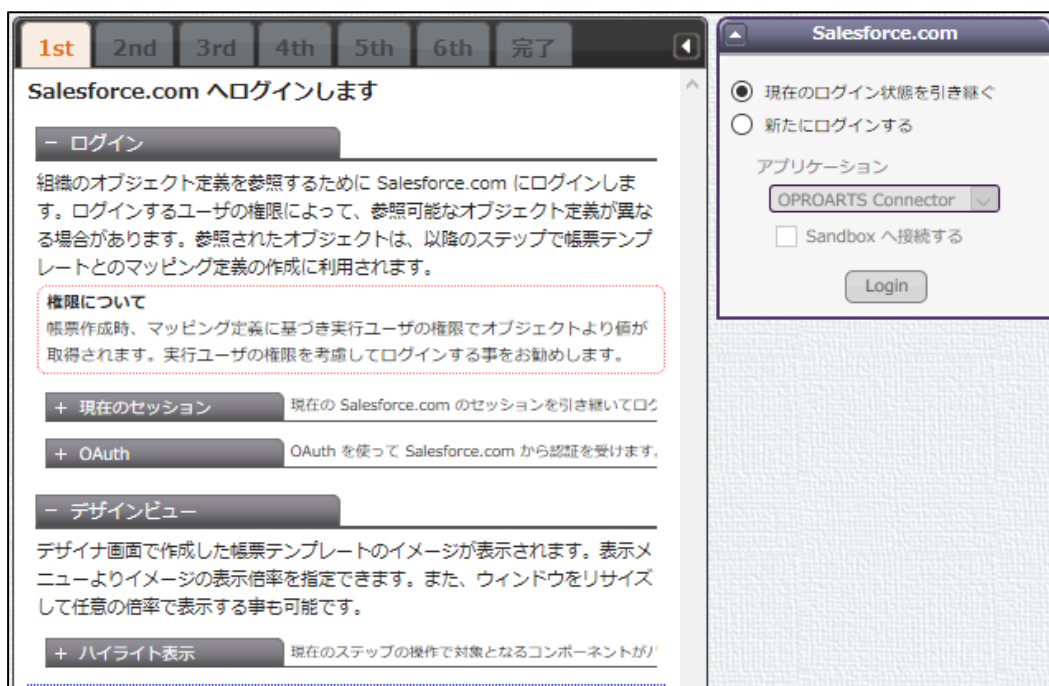 1st 2nd 3rd 4th 5th 6th 完了
Salesforce.com へログインします
− ログイン
組織のオブジェクト定義を参照するために Salesforce.com にログインしま
す。ログインするユーザの権限によって、参照可能なオブジェクト定義が異な
る場合があります。参照されたオブジェクトは、以降のステップで帳票テンプ
レートとのマッピング定義の作成に利用されます。
権限について
帳票作成時、マッピング定義に基づき実行ユーザの権限でオブジェクトより値が
取得されます。実行ユーザの権限を考慮してログインする事をお勧めします。
+ 現在のセッション 現在の Salesforce.com のセッションを引き継いでログ
+ OAuth OAuth を使って Salesforce.com から認証を受けます。
− デザインビュー
デザイナ画面で作成した帳票テンプレートのイメージが表示されます。表示メ
ニューよりイメージの表示倍率を指定できます。また、ウィンドウをリサイズ
して任意の倍率で表示する事も可能です。
+ ハイライト表示 現在のステップの操作で対象となるコンポーネントが
Salesforce.com
現在のログイン状態を引き継ぐ
新たにログインする
アプリケーション
OPROARTS Connector
Sandbox へ接続する
Login